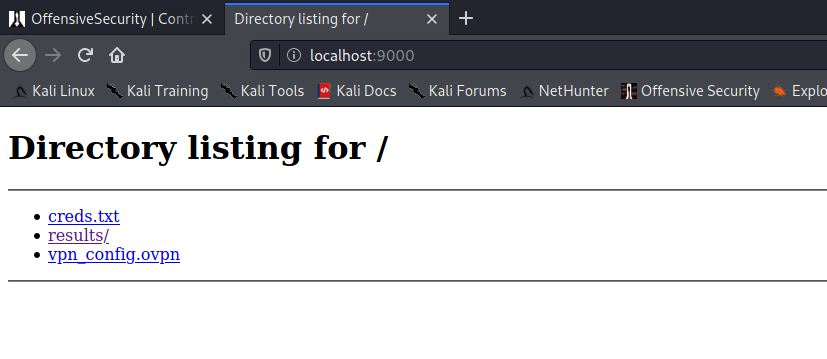 OffensiveSecurity | Contr
Directory listing for /
localhost:9000
Kali Linux Kali Training Kali Tools Kali Docs Kali Forums NetHunter Offensive Security Explo
Directory listing for /
creds.txt
results/
vpn_config.ovpn